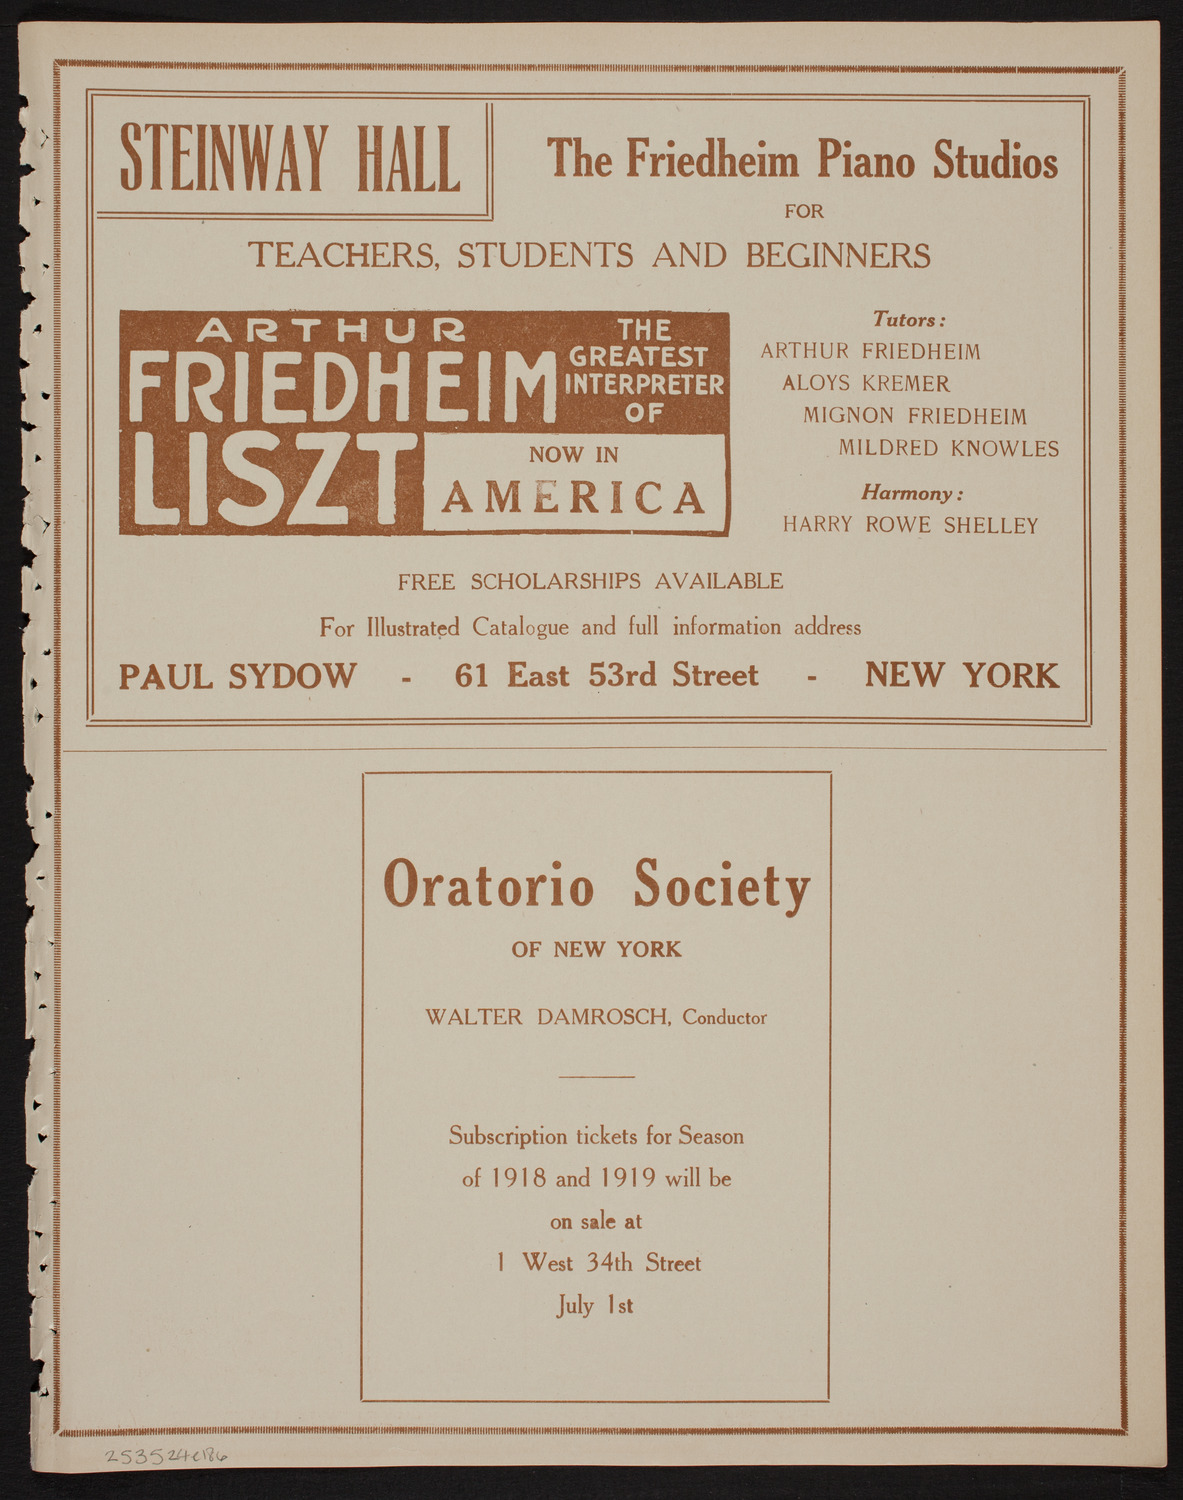 STEINWAY HALL
The Friedheim Piano Studios
FOR
TEACHERS, STUDENTS AND BEGINNERS
ARTHUR
FRIEDHEIM
LISZT
THE
GREATEST
INTERPRETER
OF
NOW IN
AMERICA
Tutors:
ARTHUR FRIEDHEIM
ALOYS KREMER
MIGNON FRIEDHEIM
MILDRED KNOWLES
Harmony:
HARRY ROWE SHELLEY
FREE SCHOLARSHIPS AVAILABLE
For Illustrated Catalogue and full information address
PAUL SYDOW - 61 East 53rd Street - NEW YORK
Oratorio Society
OF NEW YORK
WALTER DAMROSCH, Conductor
Subscription tickets for Season
of 1918 and 1919 will be
on sale at
1 West 34th Street
July 1st